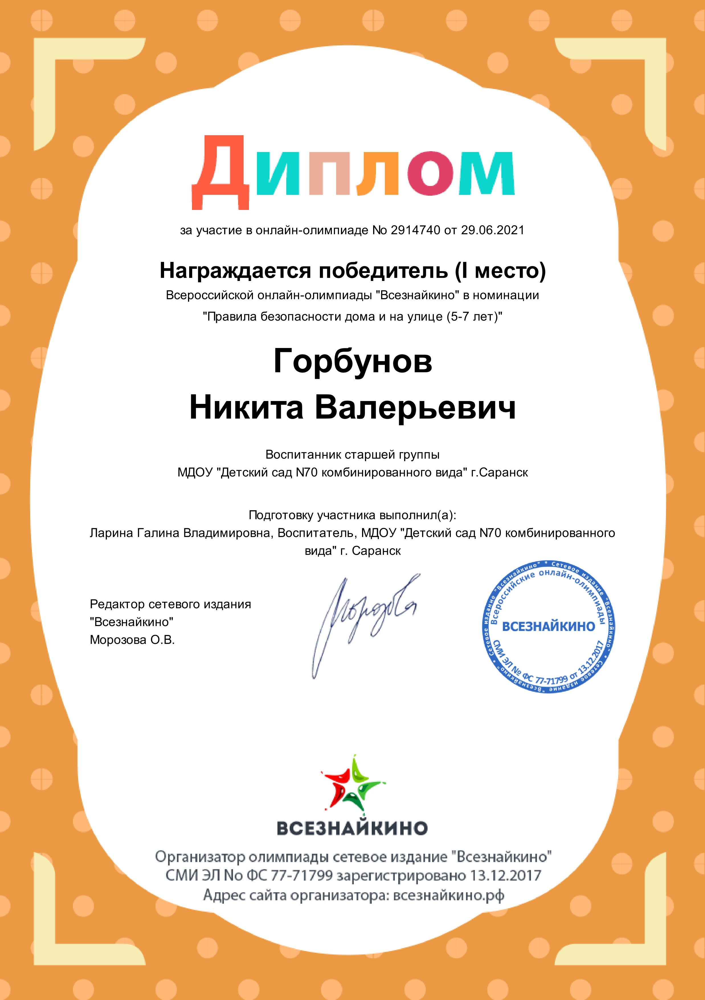 Диплом
за участие в онлайн-олимпиаде No 2914740 от 29.06.2021
Награждается победитель (I место)
Всероссийской онлайн-олимпиады "Всезнайкино" в номинации
"Правила безопасности дома и на улице (5-7 лет)"
Горбунов
Никита Валерьевич
Воспитанник старшей группы
МДОУ "Детский сад N70 комбинированного вида" г.Саранск
Подготовку участника выполнил(а):
Ларина Галина Владимировна, Воспитатель, МДОУ "Детский сад N70 комбинированного
вида" г. Саранск
Редактор сетевого издания
"Всезнайкино"
Морозова О.В.
Морозова
* Сетевое издание "Всезнайкино" * Сетевое издание "Всезнайкино" * Сетевое издание "Всезнайкино"
Всероссийские онлайн-олимпиады
ВСЕЗНАЙКИНО
СМИ ЭЛ № ФС 77-71799 от 13.12.2017
ВСЕЗНАЙКИНО
Организатор олимпиады сетевое издание "Всезнайкино"
СМИ ЭЛ No ФС 77-71799 зарегистрировано 13.12.2017
Адрес сайта организатора: всезнайкино.рф